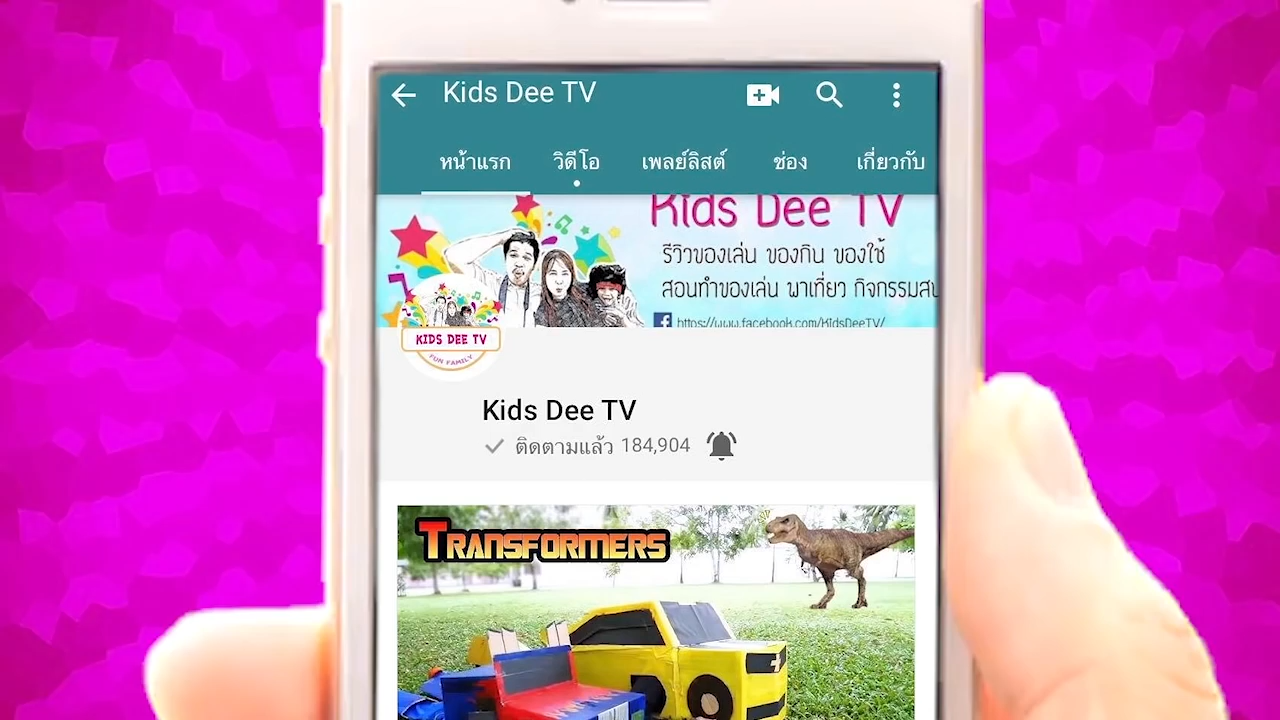 Kids Dee TV
หน้าแรก วิดีโอ เพลย์ลิสต์ ช่อง เกี่ยวกับ
Kids Dee TV
รีวิวของเล่น ของกิน ของใช้
สอนทำของเล่น พาเที่ยว กิจกรรมสน
https://www.facebook.com/KidsDeeTV/
KIDS DEE TV
FUN FAMILY
Kids Dee TV
ติดตามแล้ว 184,904
TRANSFORMERS